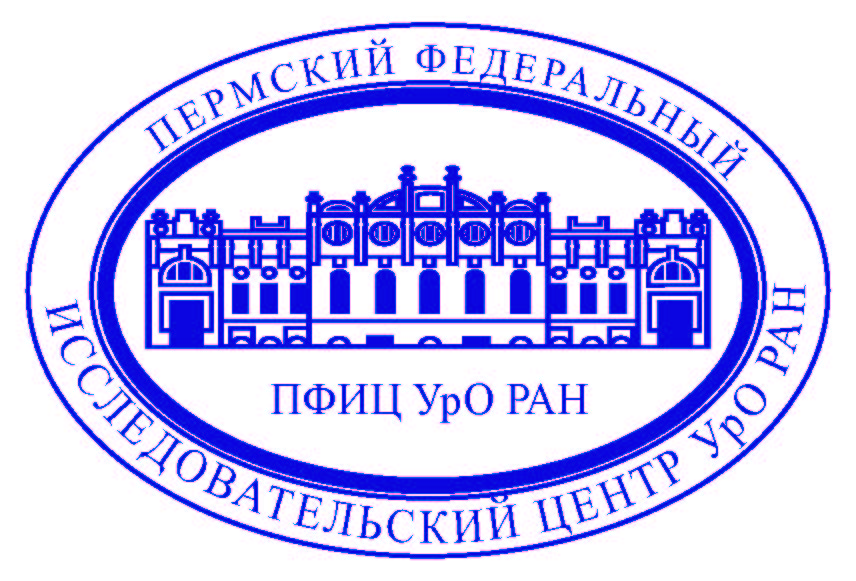 ПЕРМСКИЙ ФЕДЕРАЛЬНЫЙ
ИССЛЕДОВАТЕЛЬСКИЙ ЦЕНТР УрО РАН
ПФИЦ УрО РАН